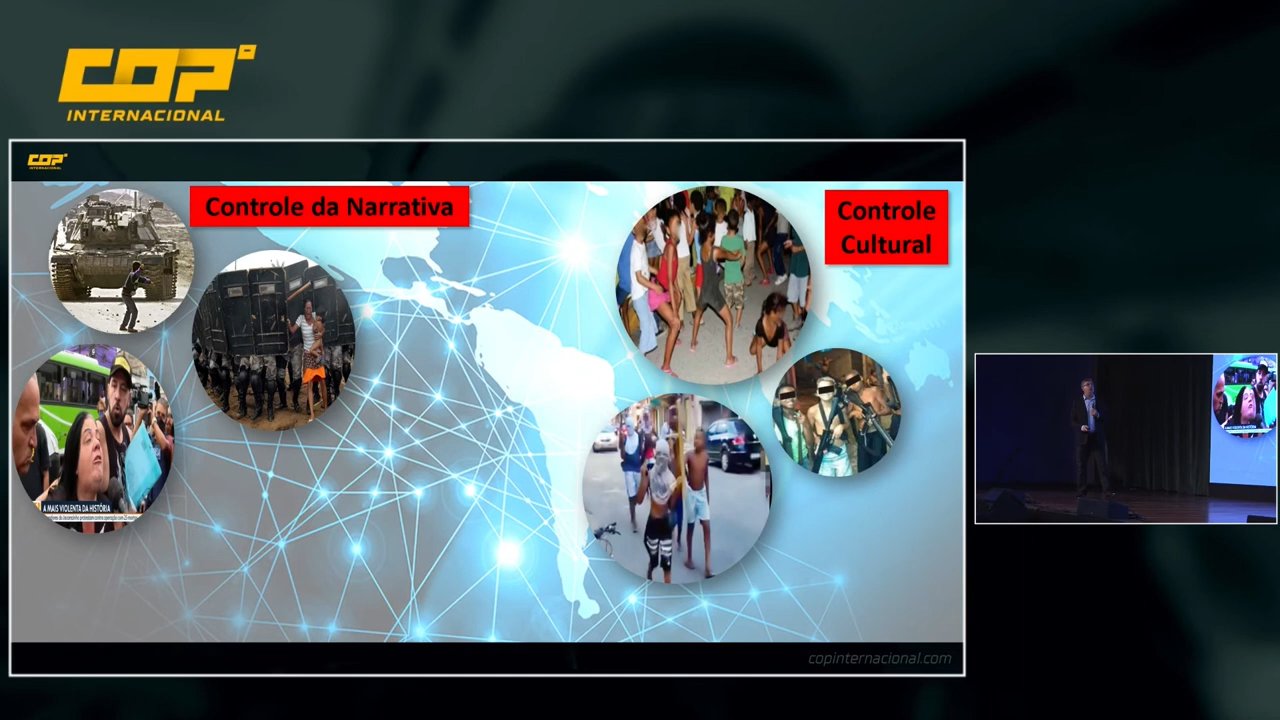 COP°
INTERNACIONAL
COP°
INTERNACIONAL
Controle da Narrativa
Controle
Cultural
A MAIS VIOLENTA DA HISTÓRIA
copinternacional.com